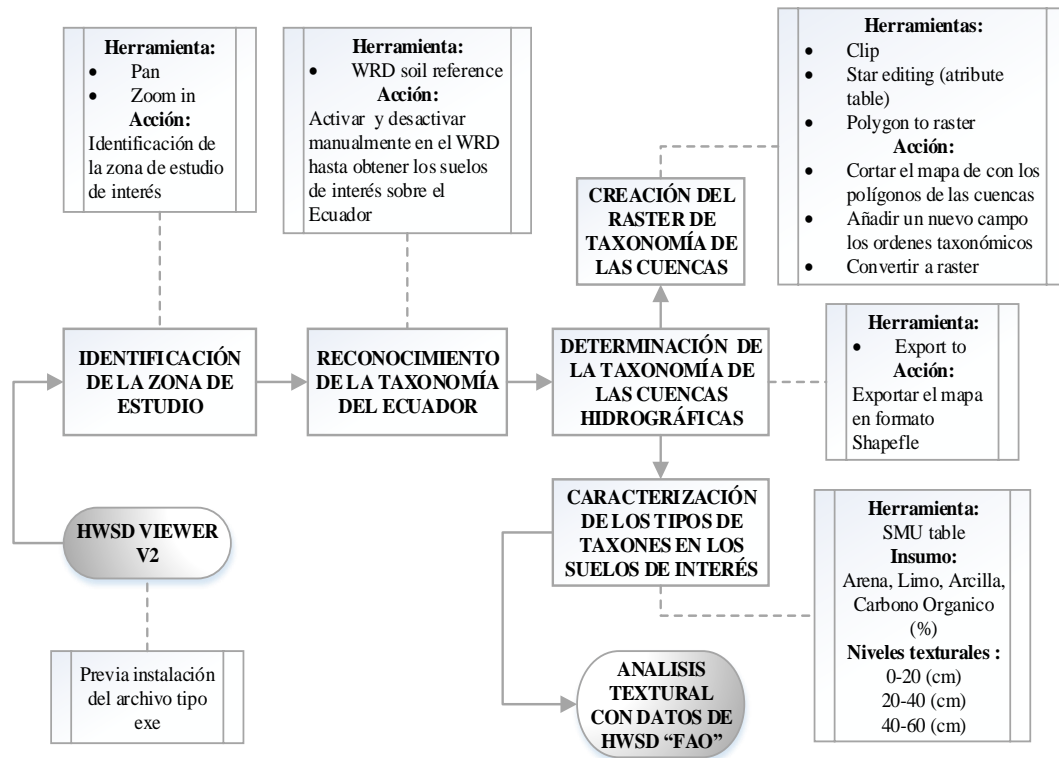 Herramienta:
• Pan
• Zoom in
Acción:
Identificación de
la zona de estudio
de interés
Herramienta:
• WRD soil reference
Acción:
Activar y desactivar
manualmente en el WRD
hasta obtener los suelos
de interés sobre el
Ecuador
Herramientas:
• Clip
• Star editing (atribute
table)
• Polygon to raster
Acción:
• Cortar el mapa de con los
polígonos de las cuencas
• Añadir un nuevo campo
los ordenes taxonómicos
• Convertir a raster
CREACIÓN DEL
RASTER DE
TAXONOMÍA DE
LAS CUENCAS
IDENTIFICACIÓN
DE LA ZONA DE
ESTUDIO
RECONOCIMIENTO
DE LA TAXONOMÍA
DEL ECUADOR
DETERMINACIÓN DE
LA TAXONOMÍA DE
LAS CUENCAS
HIDROGRÁFICAS
Herramienta:
• Export to
Acción:
Exportar el mapa
en formato
Shapefle
HWSD VIEWER
V2
CARACTERIZACIÓN
DE LOS TIPOS DE
TAXONES EN LOS
SUELOS DE INTERÉS
Herramienta:
SMU table
Insumo:
Arena, Limo, Arcilla,
Carbono Organico
(%)
Niveles texturales :
0-20 (cm)
20-40 (cm)
40-60 (cm)
Previa instalación
del archivo tipo
exe
ANALISIS
TEXTURAL
CON DATOS DE
HWSD “FAO”